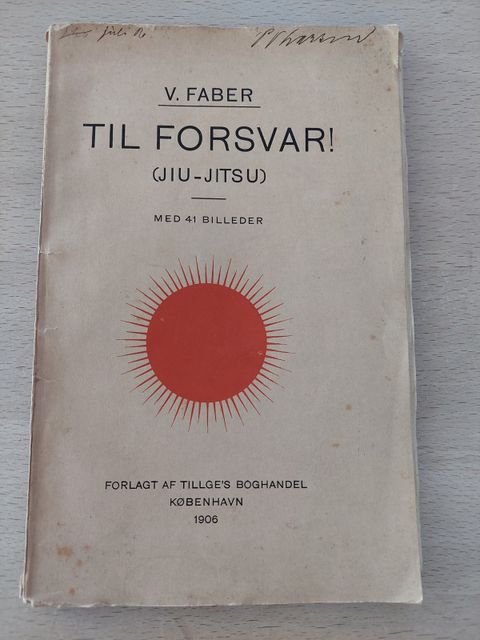 V. FABER
TIL FORSVAR!
(JIU-JITSU)
MED 41 BILLEDER
FORLAGT AF TILLGE'S BOGHANDEL
KØBENHAVN
1906